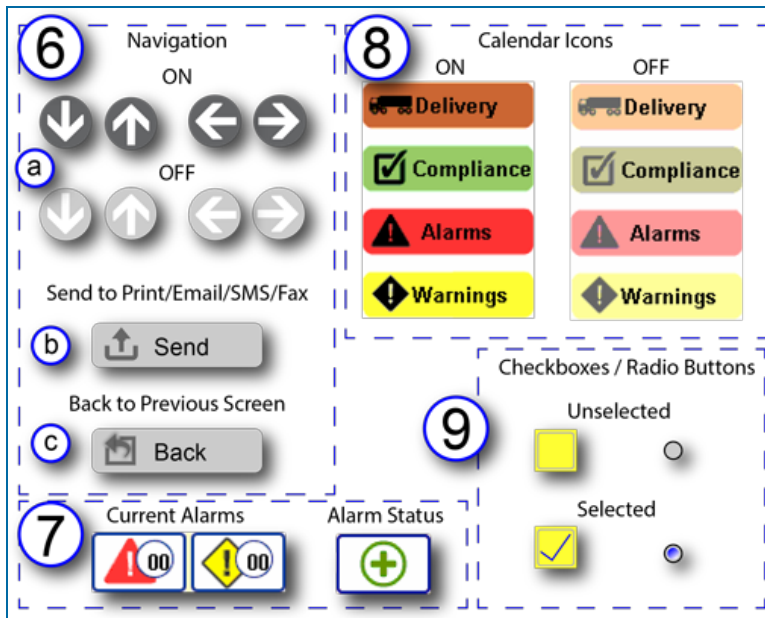 6
Navigation
ON
a
OFF
Send to Print/Email/SMS/Fax
b
Send
Back to Previous Screen
c
Back
7
Current Alarms
00
00
Alarm Status
8
Calendar Icons
ON
OFF
Delivery
Delivery
Compliance
Compliance
Alarms
Alarms
Warnings
Warnings
9
Checkboxes / Radio Buttons
Unselected
Selected